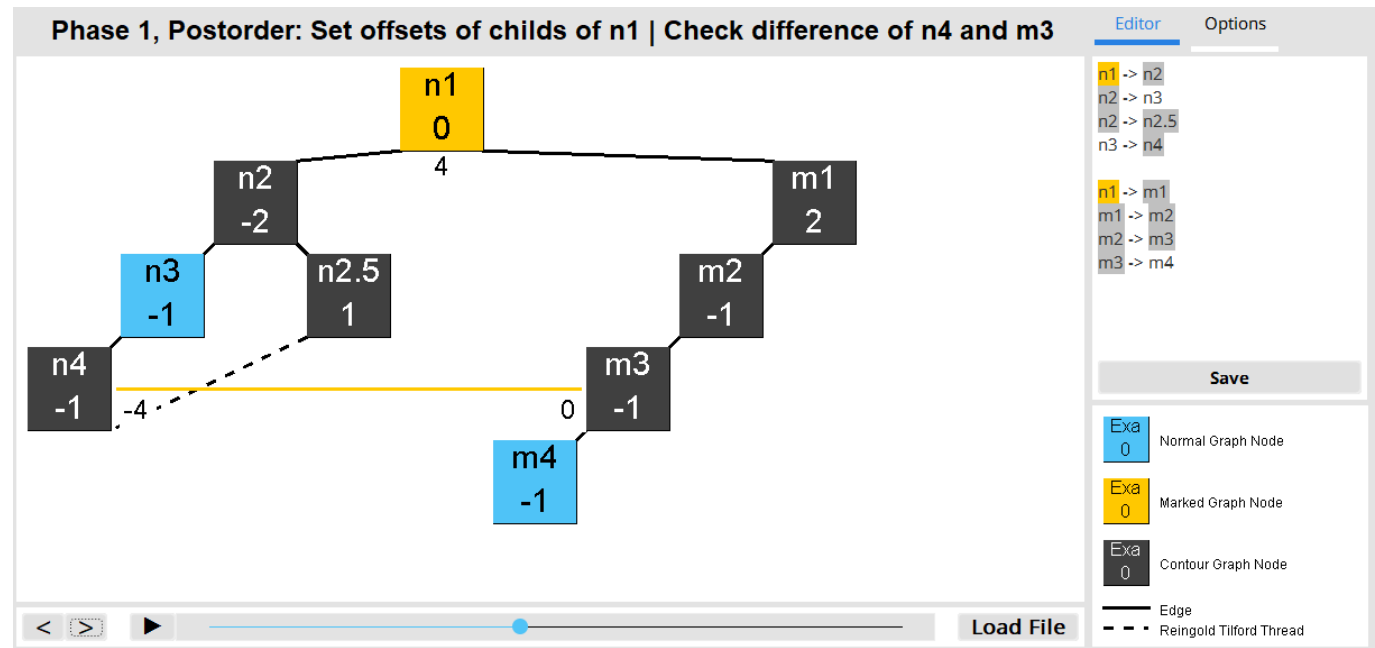 Phase 1, Postorder: Set offsets of childs of n1 | Check difference of n4 and m3
Editor
Options
n1
0
4
n2
-2
m1
2
n3
-1
n2.5
1
m2
-1
n4
-1
-4
0
m3
-1
m4
-1
n1 -> n2
n2 -> n3
n2 -> n2.5
n3 -> n4
n1 -> m1
m1 -> m2
m2 -> m3
m3 -> m4
Save
Exa
0
Normal Graph Node
Exa
0
Marked Graph Node
Exa
0
Contour Graph Node
Edge
Reingold Tilford Thread
<
>
Load File